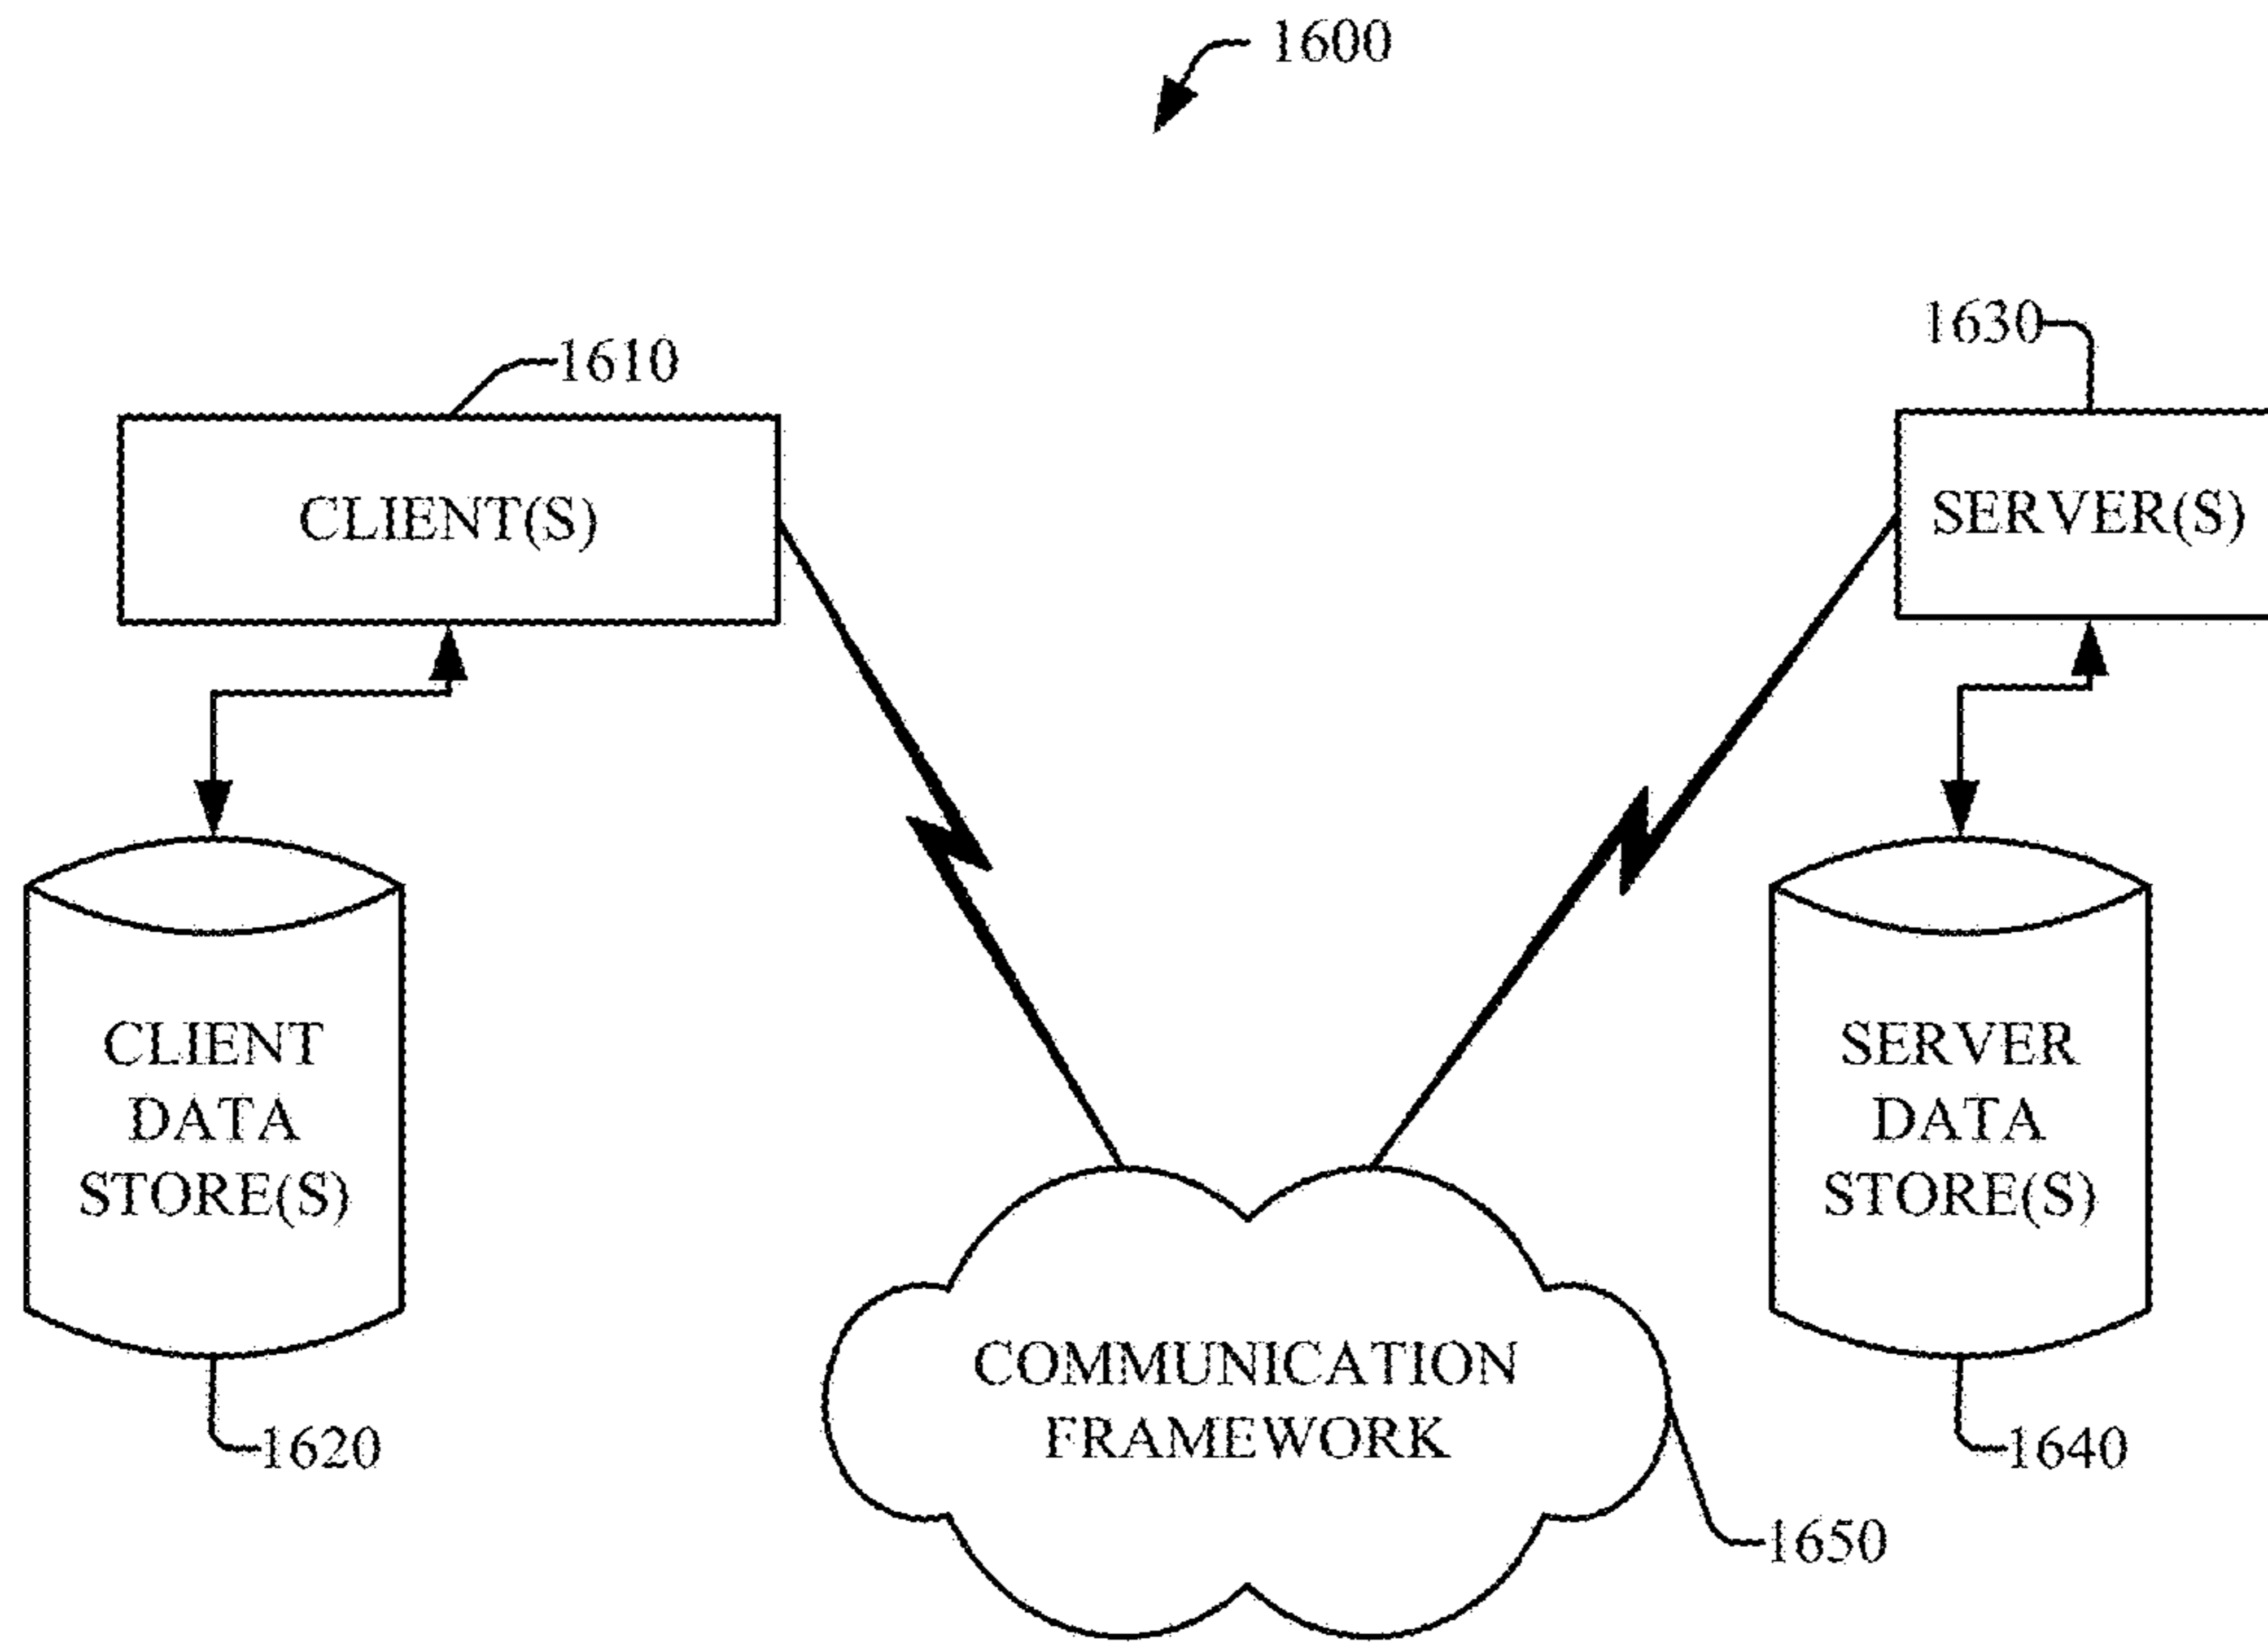 1600
1610
1630
CLIENT(S)
SERVER(S)
CLIENT
DATA
STORE(S)
SERVER
DATA
STORE(S)
COMMUNICATION
FRAMEWORK
1620
1640
1650